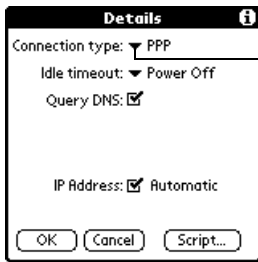 Details
Connection type: PPP
Idle timeout: Power Off
Query DNS:
IP Address: Automatic
OK Cancel Script...